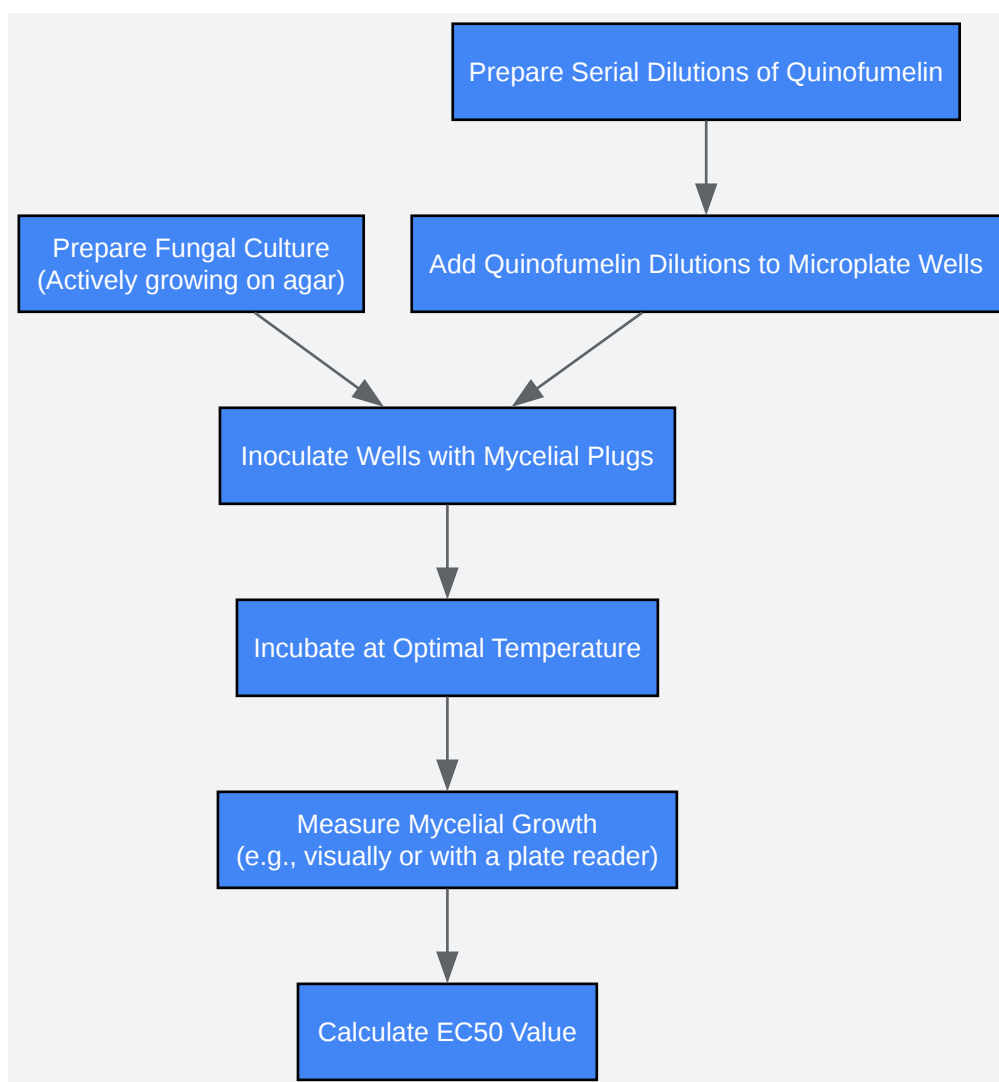 Prepare Serial Dilutions of Quinofumelin
Prepare Fungal Culture
(Actively growing on agar)
Add Quinofumelin Dilutions to Microplate Wells
Inoculate Wells with Mycelial Plugs
Incubate at Optimal Temperature
Measure Mycelial Growth
(e.g., visually or with a plate reader)
Calculate EC50 Value